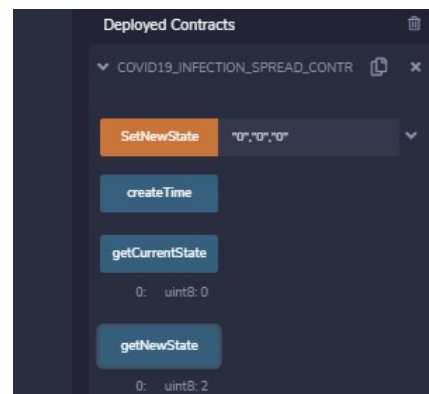 Deployed Contracts
COVID19_INFECTION_SPREAD_CONTR
SetNewState "0","0","0"
createTime
getCurrentState
0: uint8: 0
getNewState
0: uint8: 2